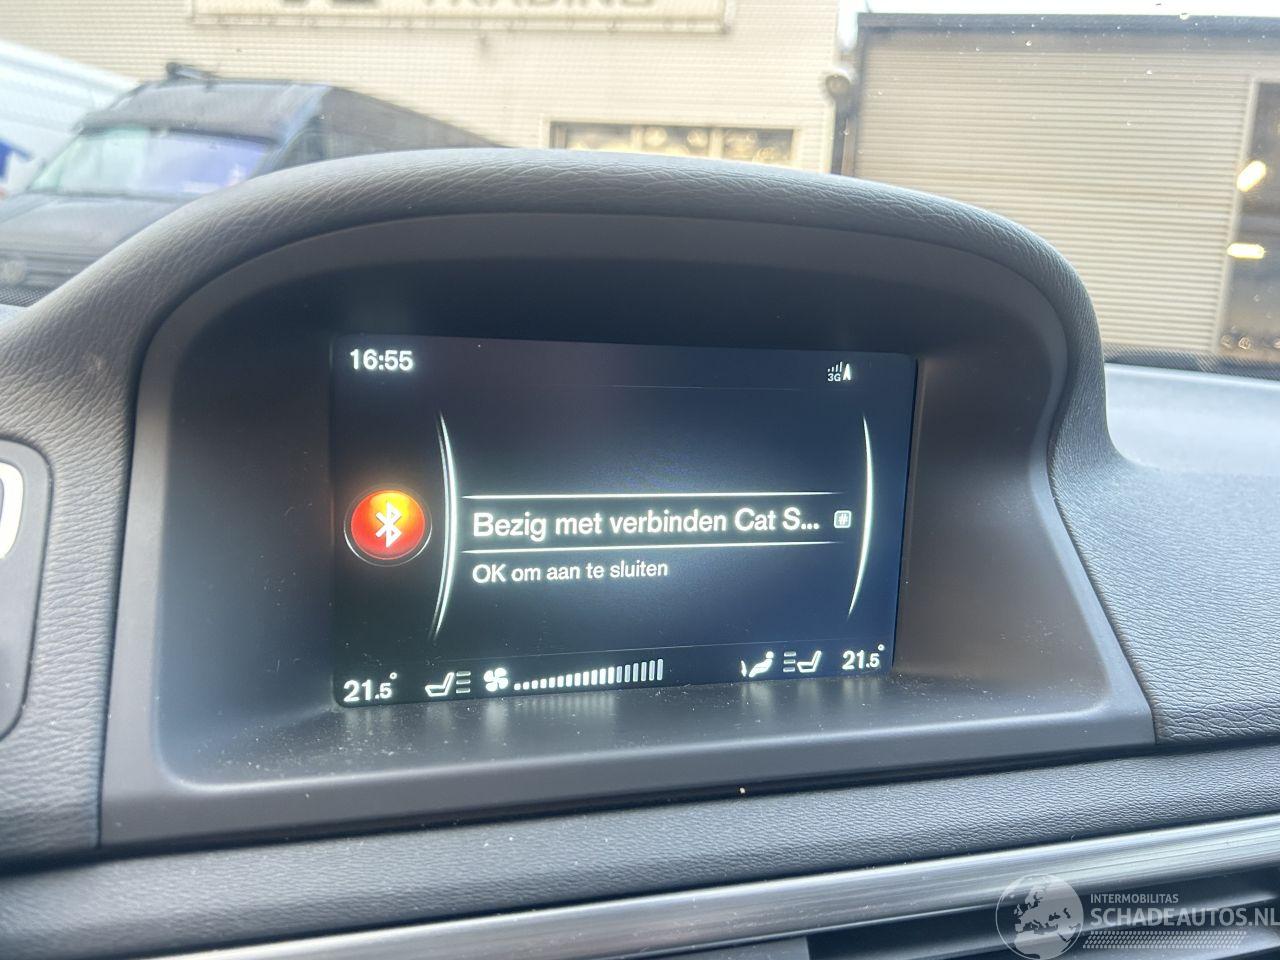 TRADING
16:55
3G
Bezig met verbinden Cat S...
OK om aan te sluiten
21.5°
21.5°
INTERMOBILITAS
SCHADEAUTOS.NL